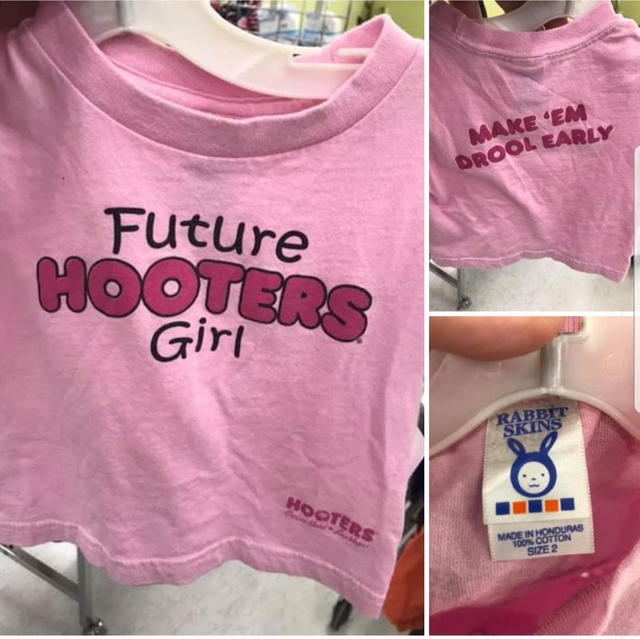 Future
HOOTERS
Girl
HOOTERS
MAKE 'EM
DROOL EARLY
RABBIT
SKINS
MADE IN HONDURAS
100% COTTON
SIZE 2